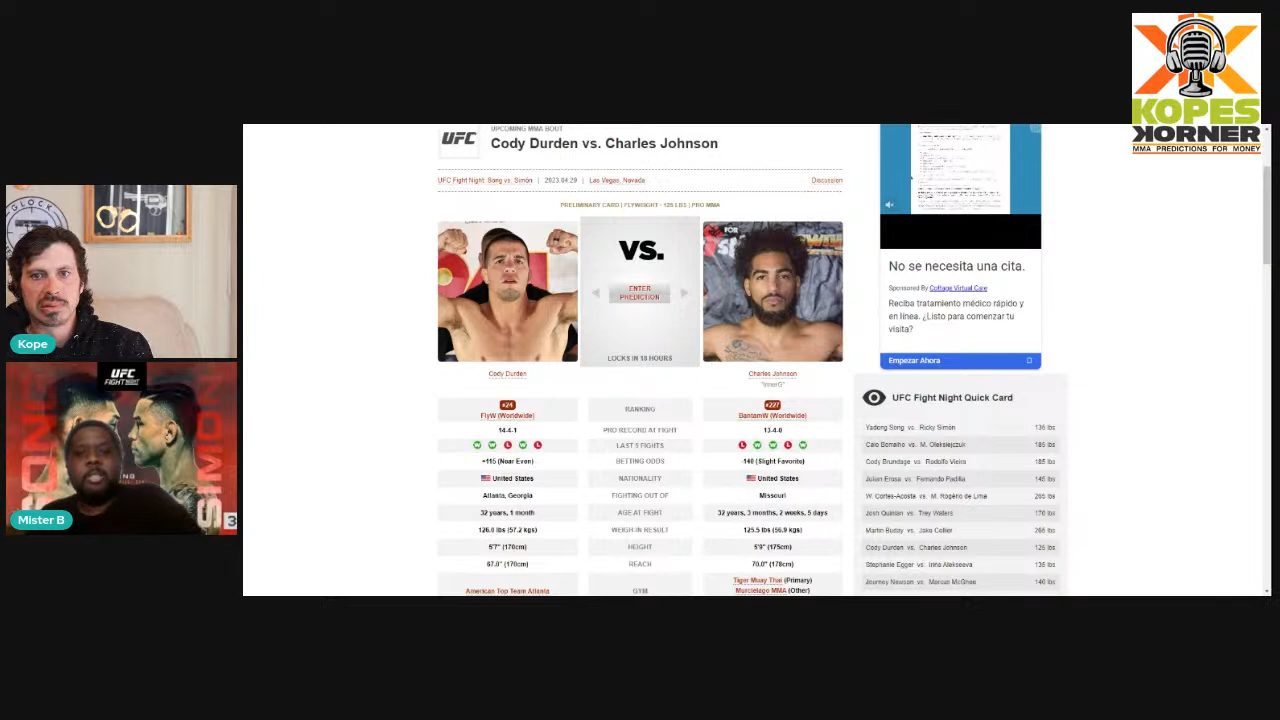 KOPES
KORNER
MMA PREDICTIONS FOR MONEY
UFC
UPCOMING MMA BOUT
Cody Durden vs. Charles Johnson
UFC Fight Night: Song vs. Simón | 2023.04.29 | Las Vegas, Nevada
Discussion
PRELIMINARY CARD | FLYWEIGHT · 125 LBS | PRO MMA
VS.
ENTER
PREDICTION
LOCKS IN 18 HOURS
FOR
Cody Durden
Charles Johnson
"InnerG"
#24 RANKING #227
FlyW (Worldwide) BantamW (Worldwide)
14-4-1 PRO RECORD AT FIGHT 13-4-0
W W L W L LAST 5 FIGHTS L W W L W
+115 (Near Even) BETTING ODDS -140 (Slight Favorite)
United States NATIONALITY United States
Atlanta, Georgia FIGHTING OUT OF Missouri
32 years, 1 month AGE AT FIGHT 32 years, 3 months, 2 weeks, 5 days
126.0 lbs (57.2 kgs) WEIGH-IN RESULT 125.5 lbs (56.9 kgs)
5'7" (170cm) HEIGHT 5'9" (175cm)
67.0" (170cm) REACH 70.0" (178cm)
American Top Team Atlanta GYM Tiger Muay Thai (Primary)
Murcielago MMA (Other)
No se necesita una cita.
Sponsored By Cottage Virtual Care
Reciba tratamiento médico rápido y
en línea. ¿Listo para comenzar tu
visita?
Empezar Ahora
UFC Fight Night Quick Card
Yadong Song vs. Ricky Simón 135 lbs
Caio Borralho vs. M. Oleksiejczuk 185 lbs
Cody Brundage vs. Rodolfo Vieira 185 lbs
Julian Erosa vs. Fernando Padilla 145 lbs
W. Cortes-Acosta vs. M. Rogério de Lima 265 lbs
Josh Quinlan vs. Trey Waters 170 lbs
Martin Buday vs. Jake Collier 265 lbs
Cody Durden vs. Charles Johnson 125 lbs
Stephanie Egger vs. Irina Alekseeva 135 lbs
Journey Newson vs. Marcus McGhee 140 lbs
GLOCK
Kope
UFC
FIGHT NIGHT
SONG
SIMON
3
Mister B